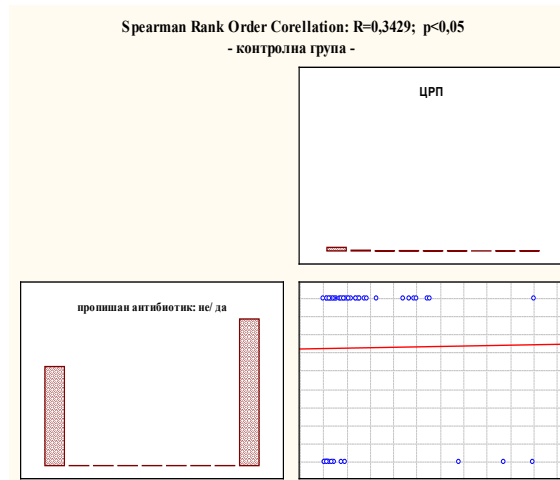 Spearman Rank Order Corellation: R=0,3429; p<0,05
- контролна група -
ЦРП
пропишан антибиотик: не/ да